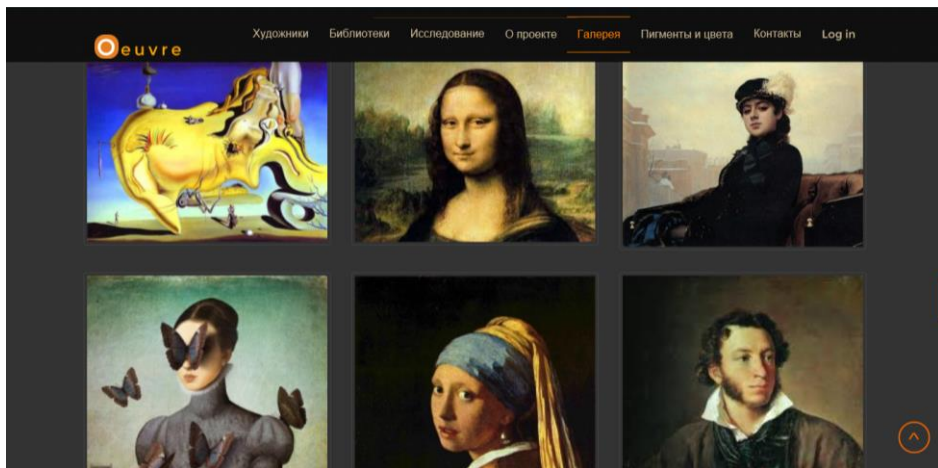 Oeuvre
Художники Библиотеки Исследование О проекте Галерея Пигменты и цвета Контакты Log in